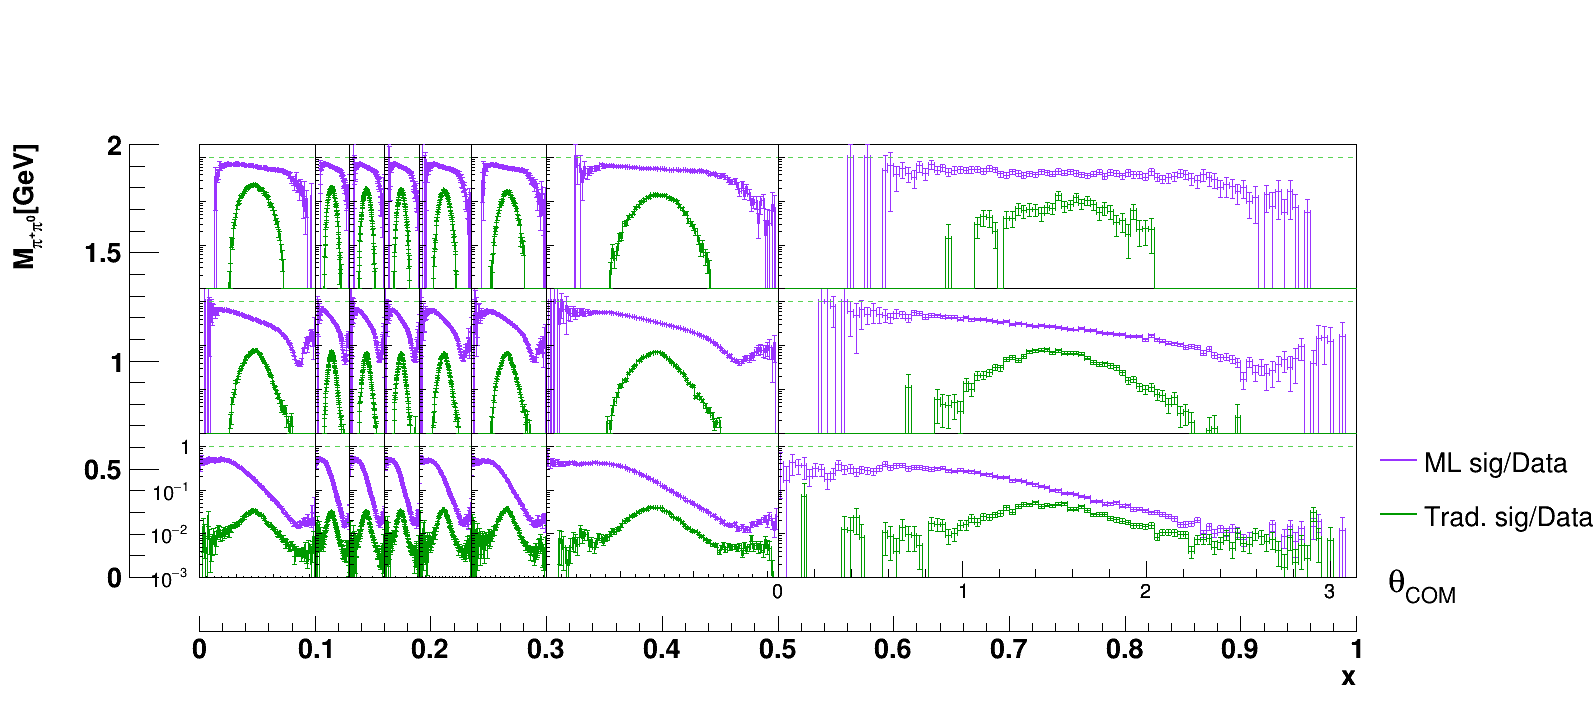 M π⁺π⁰ [GeV]
2
1.5
1
0.5
0
1
10⁻¹
10⁻²
10⁻³
ML sig/Data
Trad. sig/Data
0 1 2 3
θ COM
0 0.1 0.2 0.3 0.4 0.5 0.6 0.7 0.8 0.9 1
x